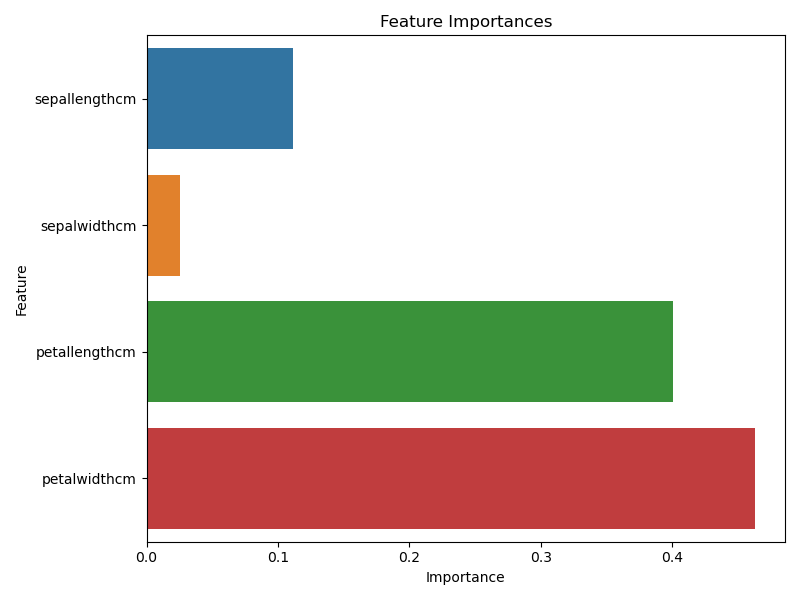 Feature Importances
sepallengthcm
sepalwidthcm
petallengthcm
petalwidthcm
Feature
0.0 0.1 0.2 0.3 0.4
Importance